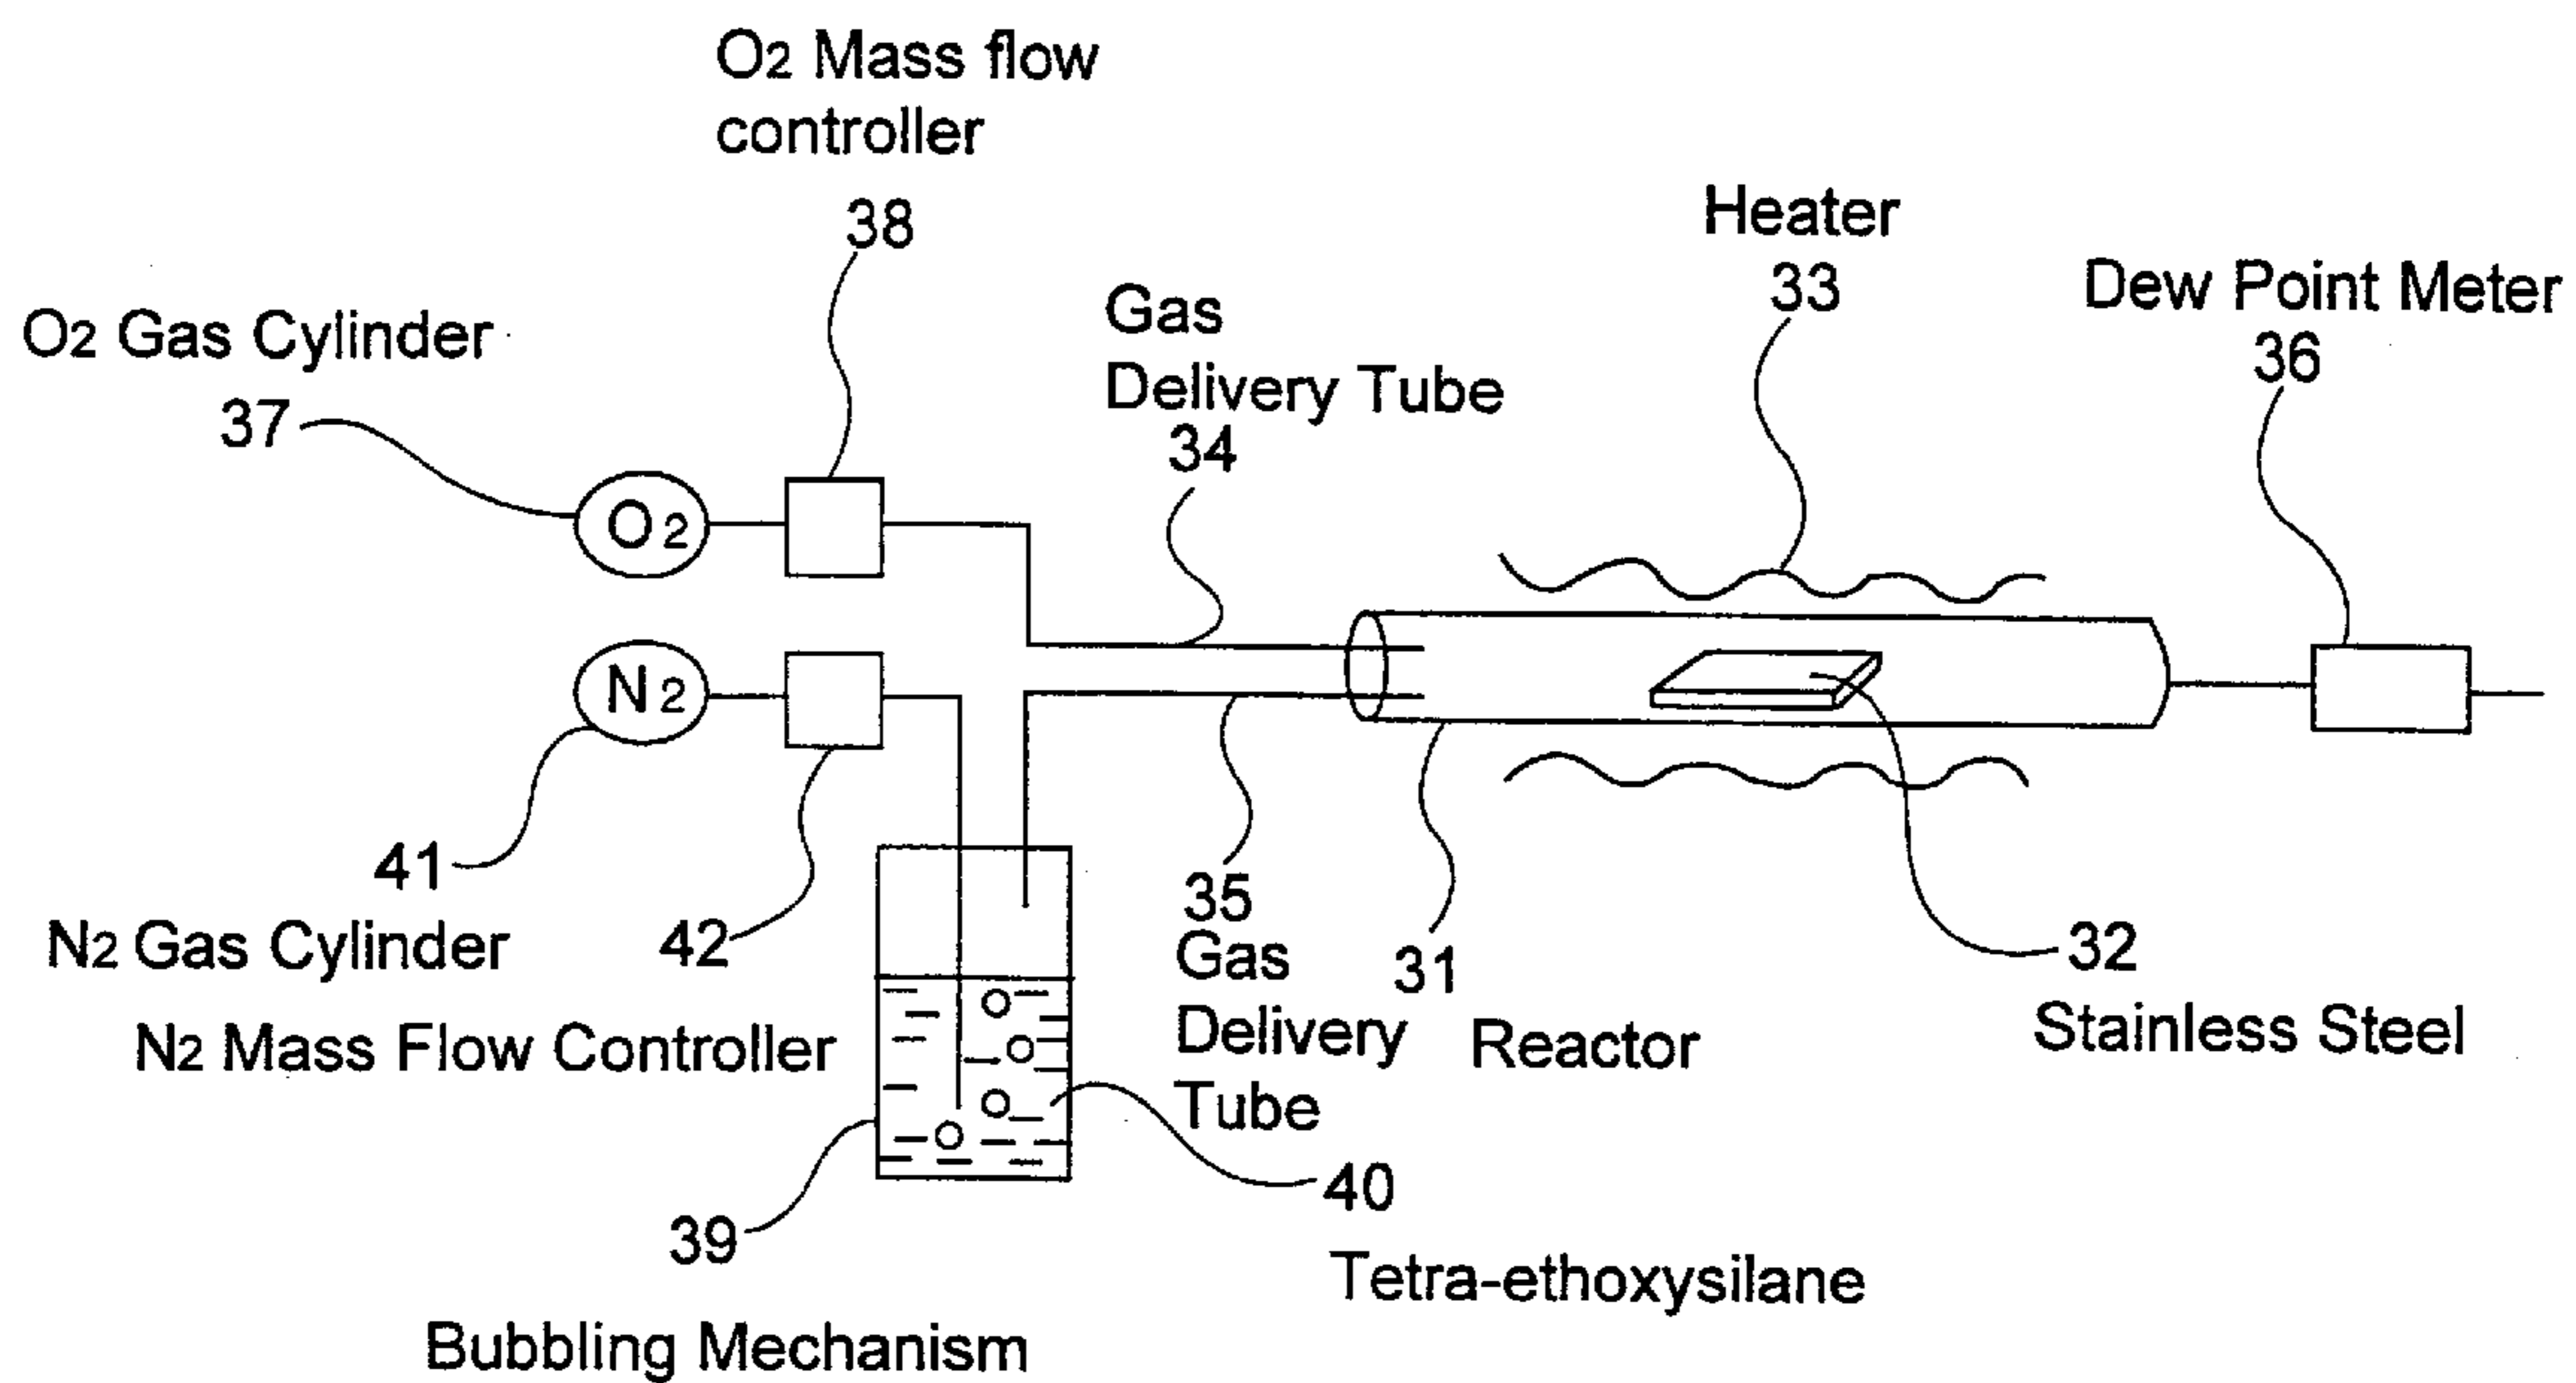 O2 Mass flow
controller
38
Heater
33
Dew Point Meter
36
Gas
Delivery Tube
34
O2 Gas Cylinder
37
O2
N2
41
N2 Gas Cylinder
42
N2 Mass Flow Controller
35
Gas
Delivery
Tube
31
Reactor
32
Stainless Steel
40
Tetra-ethoxysilane
39
Bubbling Mechanism